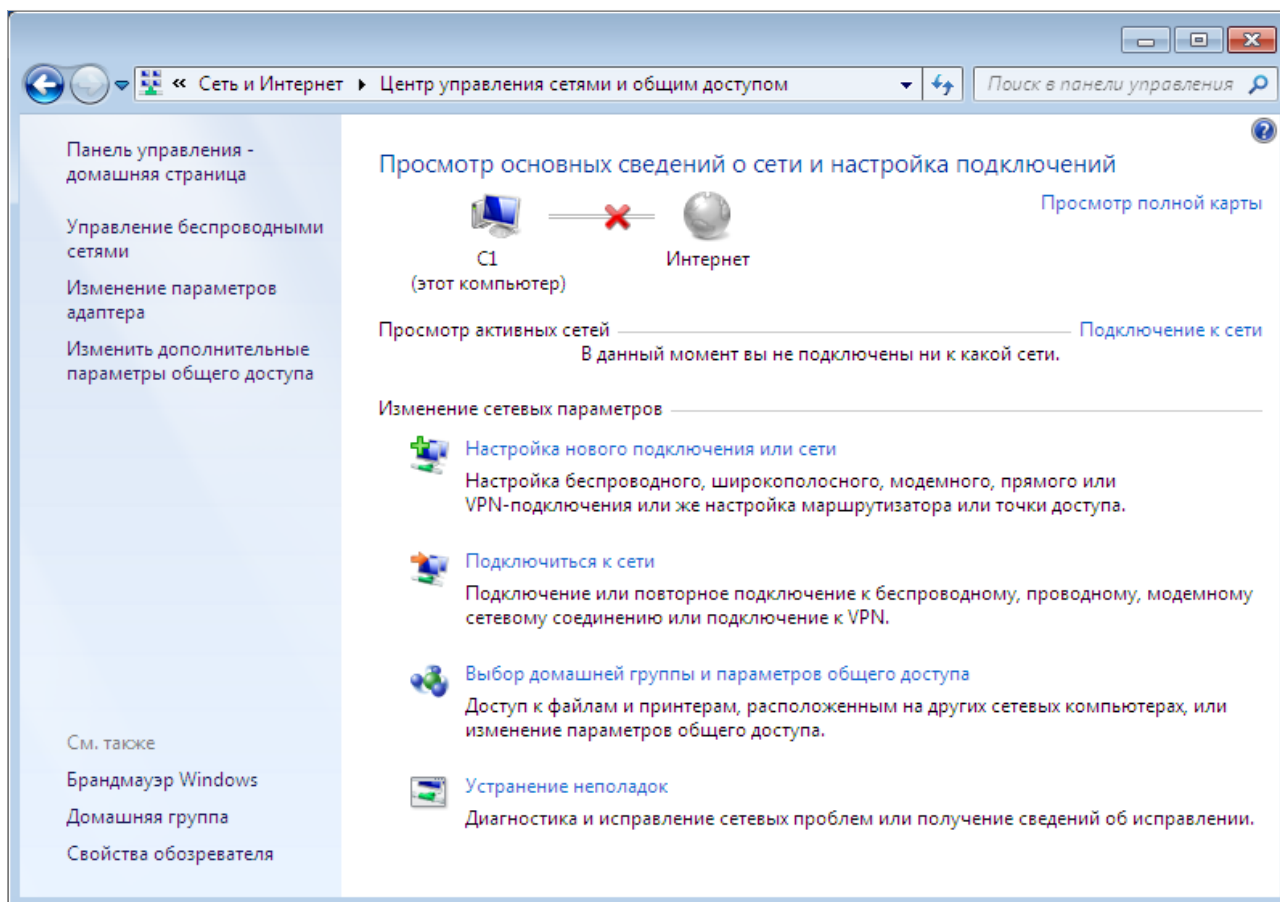 « Сеть и Интернет Центр управления сетями и общим доступом
Поиск в панели управления
Панель управления -
домашняя страница
Управление беспроводными
сетями
Изменение параметров
адаптера
Изменить дополнительные
параметры общего доступа
См. также
Брандмауэр Windows
Домашняя группа
Свойства обозревателя
Просмотр основных сведений о сети и настройка подключений
Просмотр полной карты
C1
(этот компьютер)
Интернет
Просмотр активных сетей
Подключение к сети
В данный момент вы не подключены ни к какой сети.
Изменение сетевых параметров
Настройка нового подключения или сети
Настройка беспроводного, широкополосного, модемного, прямого или
VPN-подключения или же настройка маршрутизатора или точки доступа.
Подключиться к сети
Подключение или повторное подключение к беспроводному, проводному, модемному
сетевому соединению или подключение к VPN.
Выбор домашней группы и параметров общего доступа
Доступ к файлам и принтерам, расположенным на других сетевых компьютерах, или
изменение параметров общего доступа.
Устранение неполадок
Диагностика и исправление сетевых проблем или получение сведений об исправлении.